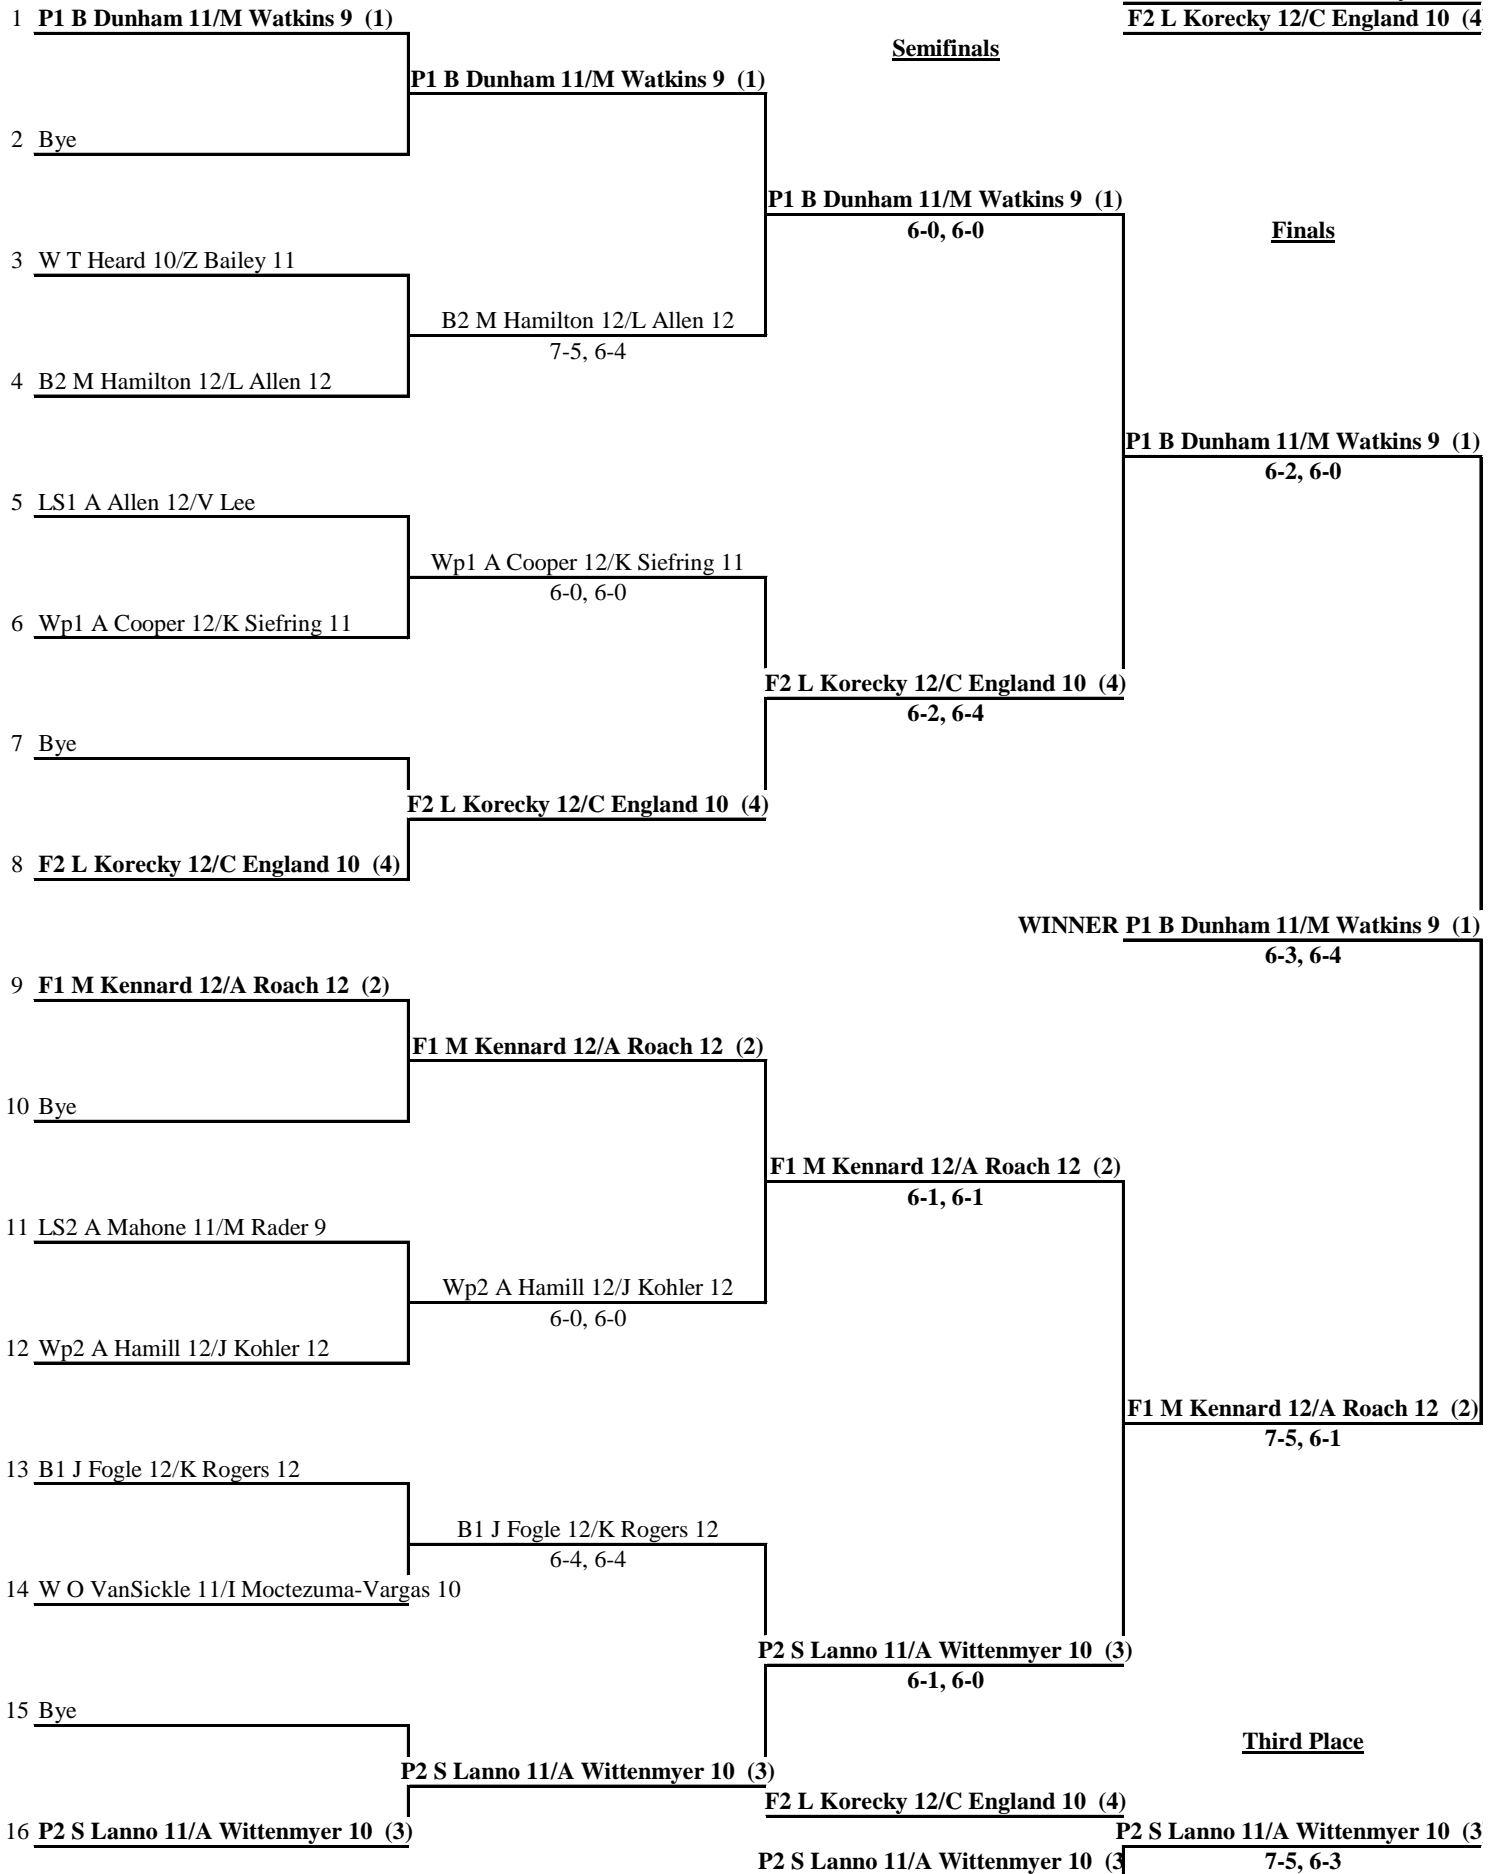 1 P1 B Dunham 11/M Watkins 9 (1)
F2 L Korecky 12/C England 10 (4
Semifinals
P1 B Dunham 11/M Watkins 9 (1)
2 Bye
P1 B Dunham 11/M Watkins 9 (1)
6-0, 6-0
Finals
3 W T Heard 10/Z Bailey 11
B2 M Hamilton 12/L Allen 12
7-5, 6-4
4 B2 M Hamilton 12/L Allen 12
P1 B Dunham 11/M Watkins 9 (1)
6-2, 6-0
5 LS1 A Allen 12/V Lee
Wp1 A Cooper 12/K Siefring 11
6-0, 6-0
6 Wp1 A Cooper 12/K Siefring 11
F2 L Korecky 12/C England 10 (4)
6-2, 6-4
7 Bye
F2 L Korecky 12/C England 10 (4)
8 F2 L Korecky 12/C England 10 (4)
WINNER P1 B Dunham 11/M Watkins 9 (1)
6-3, 6-4
9 F1 M Kennard 12/A Roach 12 (2)
F1 M Kennard 12/A Roach 12 (2)
10 Bye
F1 M Kennard 12/A Roach 12 (2)
6-1, 6-1
11 LS2 A Mahone 11/M Rader 9
Wp2 A Hamill 12/J Kohler 12
6-0, 6-0
12 Wp2 A Hamill 12/J Kohler 12
F1 M Kennard 12/A Roach 12 (2)
7-5, 6-1
13 B1 J Fogle 12/K Rogers 12
B1 J Fogle 12/K Rogers 12
6-4, 6-4
14 W O VanSickle 11/I Moctezuma-Vargas 10
P2 S Lanno 11/A Wittenmyer 10 (3)
6-1, 6-0
15 Bye
Third Place
P2 S Lanno 11/A Wittenmyer 10 (3)
F2 L Korecky 12/C England 10 (4)
16 P2 S Lanno 11/A Wittenmyer 10 (3)
P2 S Lanno 11/A Wittenmyer 10 (3
P2 S Lanno 11/A Wittenmyer 10 (3
7-5, 6-3